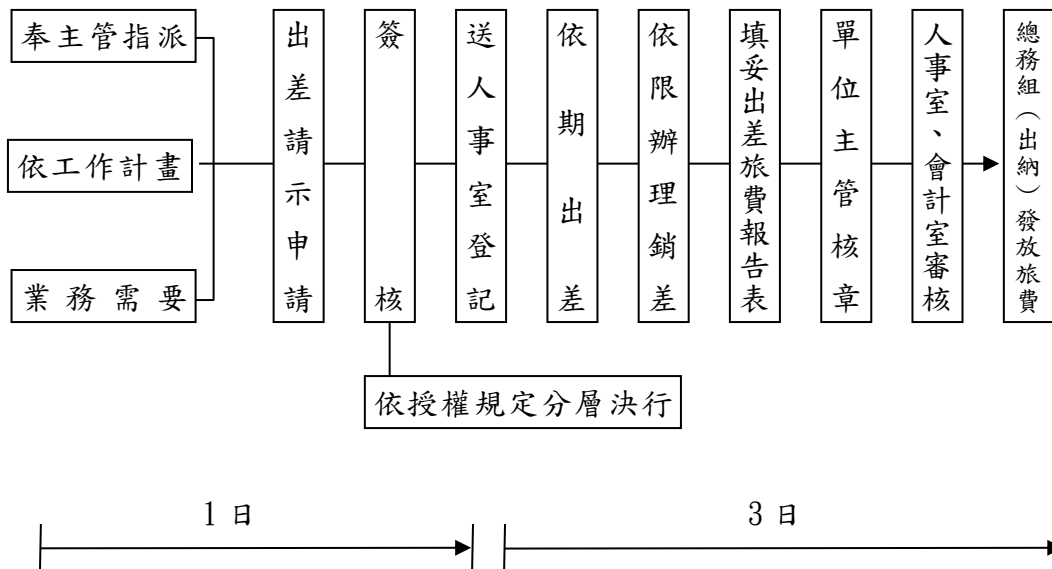 奉主管指派
依工作計畫
業務需要
出差請示申請
簽核
送人事室登記
依期出差
依限辦理銷差
填妥出差旅費報告表
單位主管核章
人事室、會計室審核
總務組（出納）發放旅費
依授權規定分層決行
1日
3日